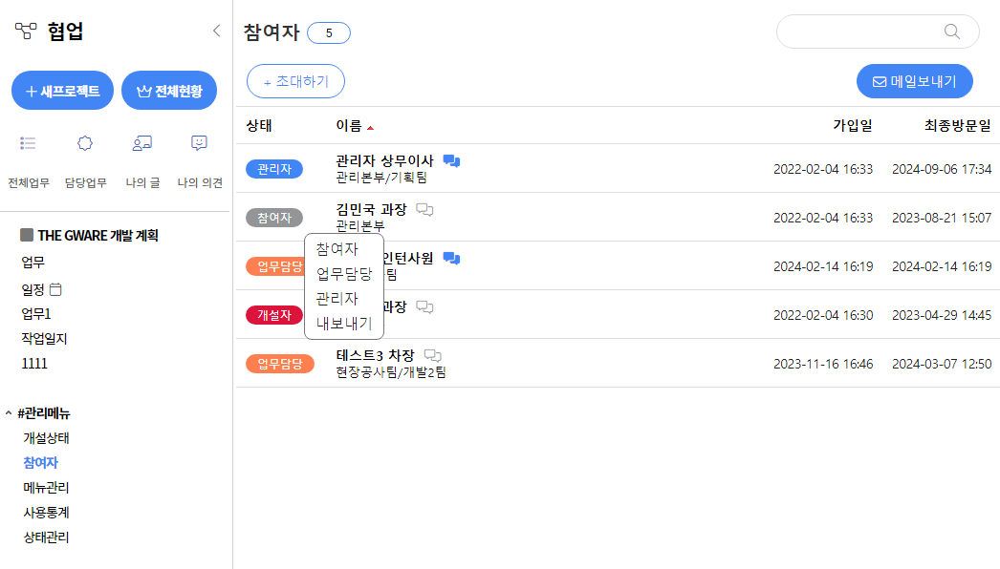 협업
새프로젝트
전체현황
전체업무 담당업무 나의 글 나의 의견
THE GWARE 개발 계획
업무
일정
업무1
작업일지
1111
#관리메뉴
개설상태
참여자
메뉴관리
사용통계
상태관리
참여자 5
+ 초대하기
메일보내기
상태 이름 가입일 최종방문일
관리자 관리자 상무이사 2022-02-04 16:33 2024-09-06 17:34
관리본부/기획팀
참여자 김민국 과장 2022-02-04 16:33 2023-08-21 15:07
관리본부
업무담당 인턴사원 2024-02-14 16:19 2024-02-14 16:19
팀
개설자 과장 2022-02-04 16:30 2023-04-29 14:45
참여자
업무담당
관리자
내보내기
업무담당 테스트3 차장 2023-11-16 16:46 2024-03-07 12:50
현장공사팀/개발2팀